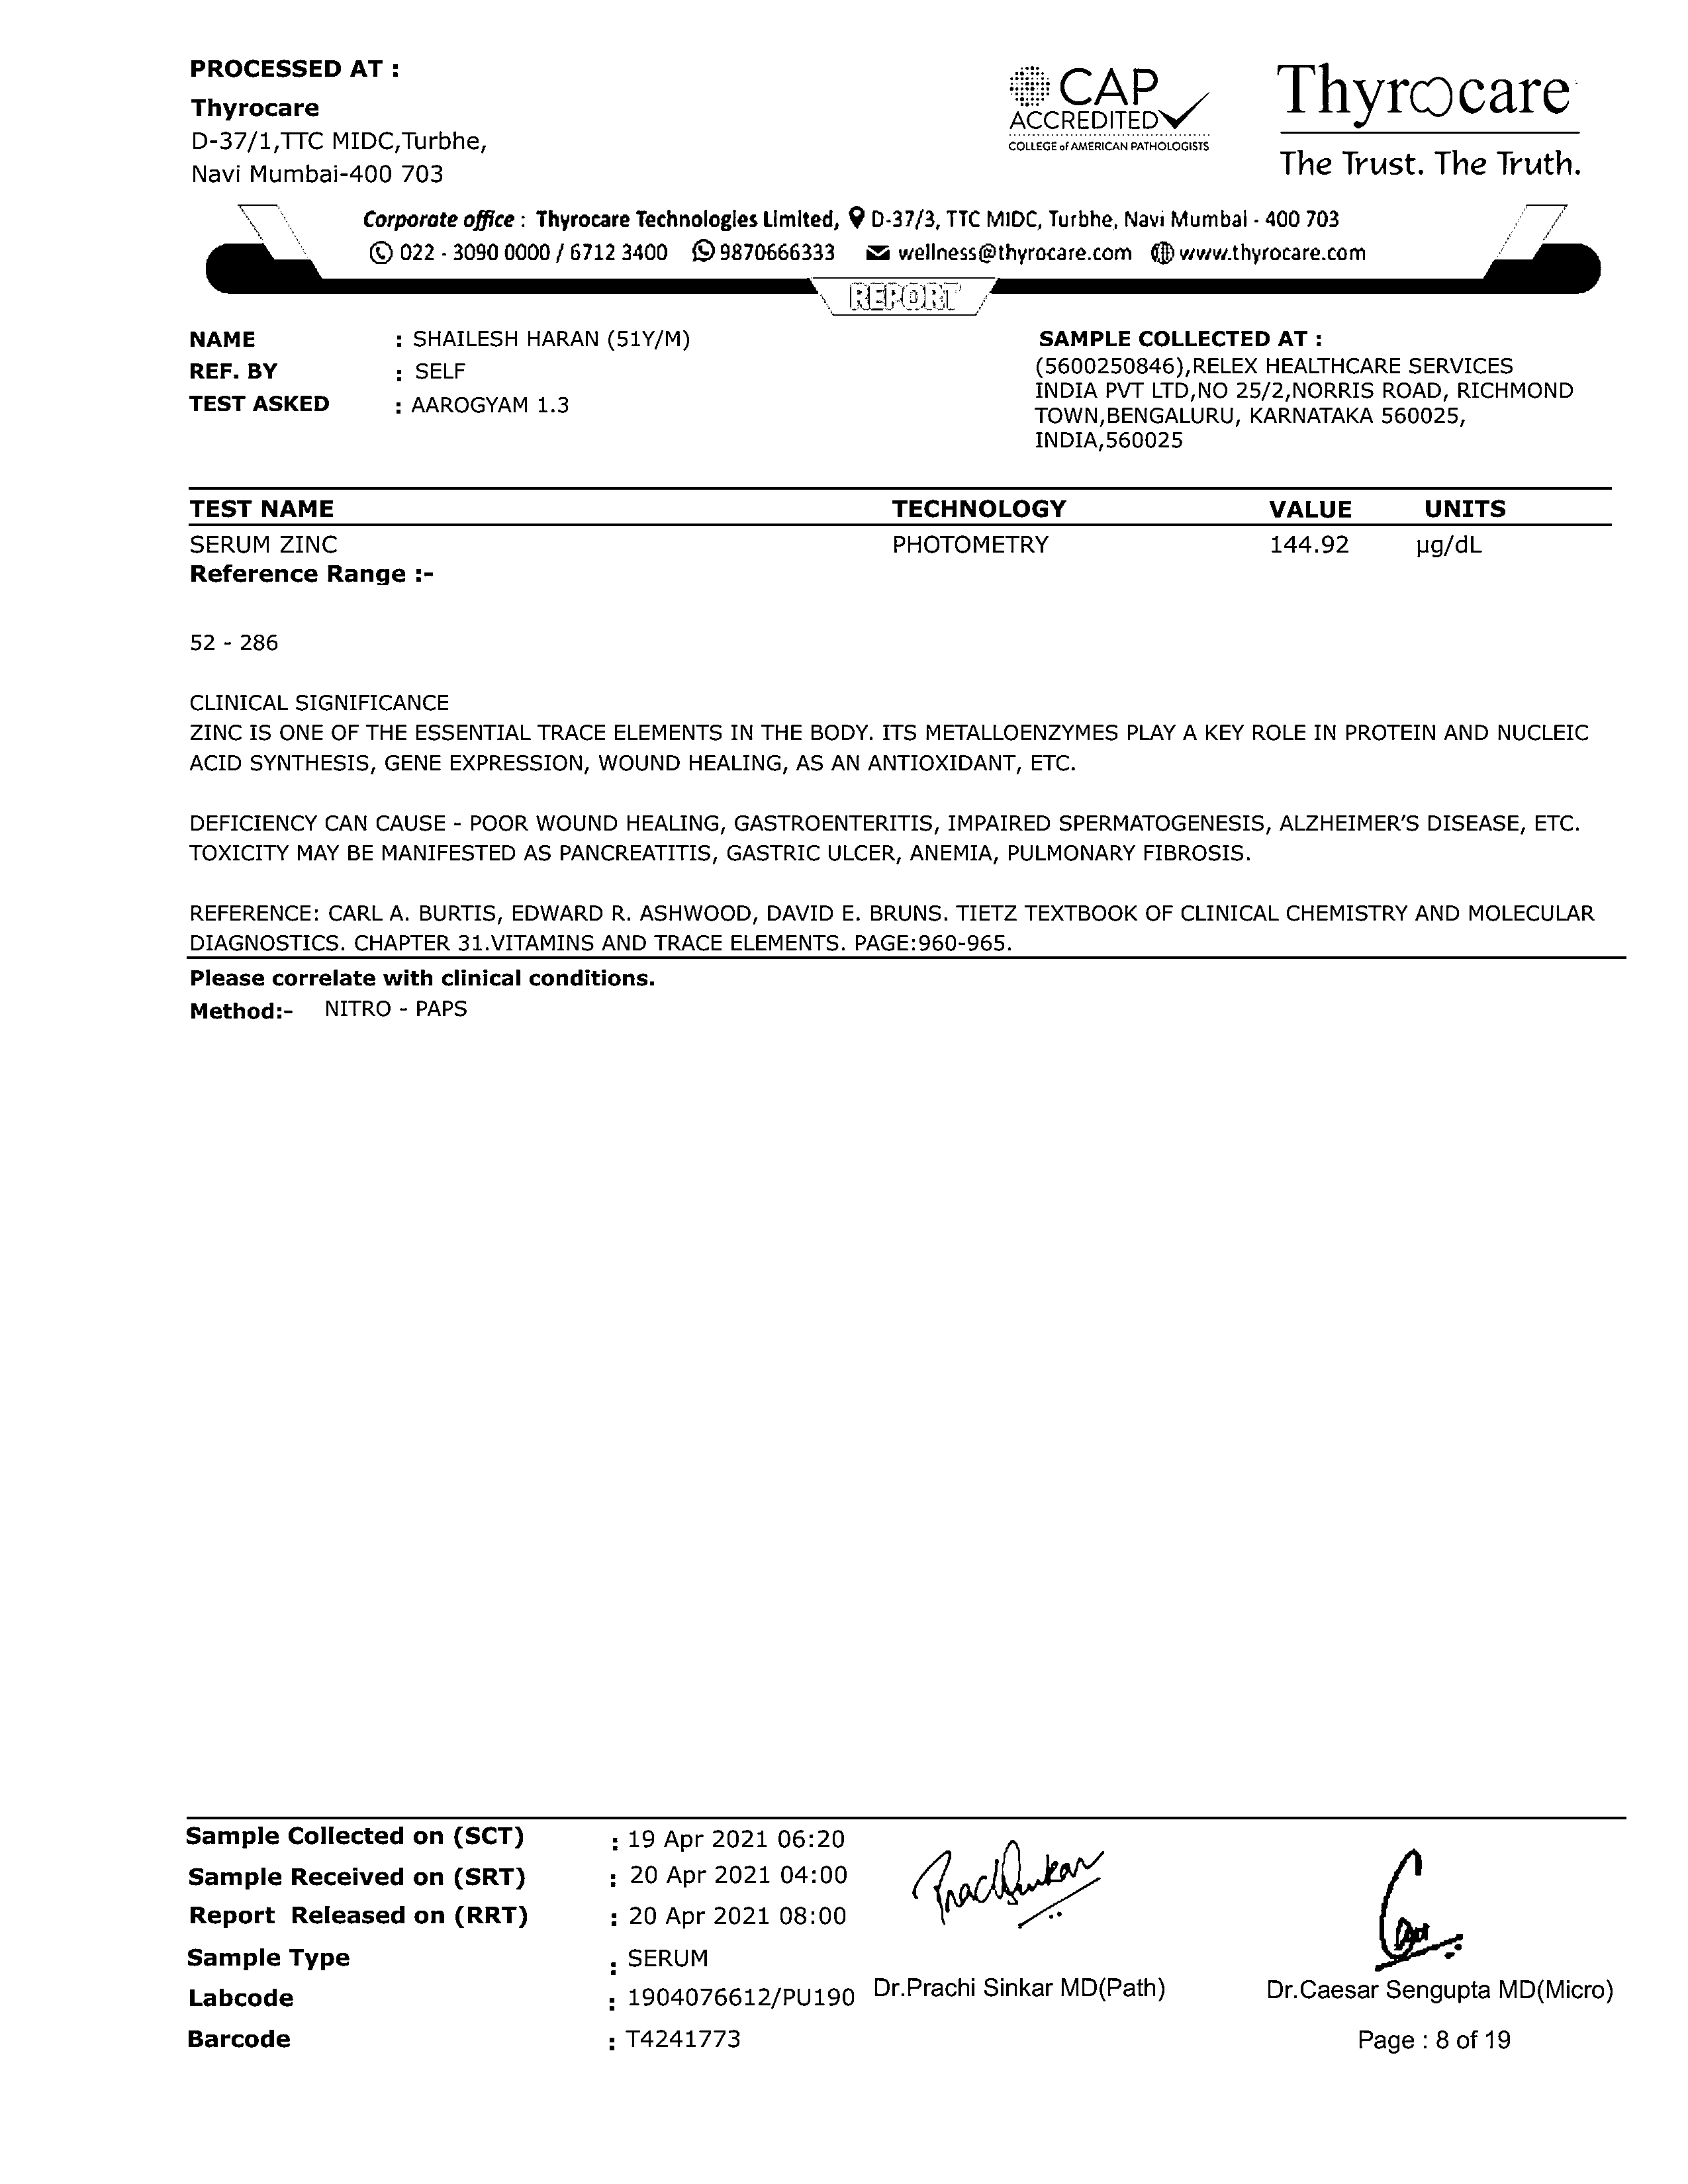 PROCESSED AT :
Thyrocare
D-37/1,TTC MIDC,Turbhe,
Navi Mumbai-400 703
CAP
ACCREDITED
COLLEGE of AMERICAN PATHOLOGISTS
Thyrocare
The Trust. The Truth.
Corporate office : Thyrocare Technologies Limited, D-37/3, TTC MIDC, Turbhe, Navi Mumbai - 400 703
022 - 3090 0000 / 6712 3400 9870666333 wellness@thyrocare.com www.thyrocare.com
REPORT
NAME : SHAILESH HARAN (51Y/M)
REF. BY : SELF
TEST ASKED : AAROGYAM 1.3
SAMPLE COLLECTED AT :
(5600250846),RELEX HEALTHCARE SERVICES
INDIA PVT LTD,NO 25/2,NORRIS ROAD, RICHMOND
TOWN,BENGALURU, KARNATAKA 560025,
INDIA,560025
TEST NAME TECHNOLOGY VALUE UNITS
SERUM ZINC PHOTOMETRY 144.92 µg/dL
Reference Range :-
52 - 286
CLINICAL SIGNIFICANCE
ZINC IS ONE OF THE ESSENTIAL TRACE ELEMENTS IN THE BODY. ITS METALLOENZYMES PLAY A KEY ROLE IN PROTEIN AND NUCLEIC
ACID SYNTHESIS, GENE EXPRESSION, WOUND HEALING, AS AN ANTIOXIDANT, ETC.
DEFICIENCY CAN CAUSE - POOR WOUND HEALING, GASTROENTERITIS, IMPAIRED SPERMATOGENESIS, ALZHEIMER'S DISEASE, ETC.
TOXICITY MAY BE MANIFESTED AS PANCREATITIS, GASTRIC ULCER, ANEMIA, PULMONARY FIBROSIS.
REFERENCE: CARL A. BURTIS, EDWARD R. ASHWOOD, DAVID E. BRUNS. TIETZ TEXTBOOK OF CLINICAL CHEMISTRY AND MOLECULAR
DIAGNOSTICS. CHAPTER 31.VITAMINS AND TRACE ELEMENTS. PAGE:960-965.
Please correlate with clinical conditions.
Method:- NITRO - PAPS
Sample Collected on (SCT) : 19 Apr 2021 06:20
Sample Received on (SRT) : 20 Apr 2021 04:00
Report Released on (RRT) : 20 Apr 2021 08:00
Sample Type : SERUM
Labcode : 1904076612/PU190
Barcode : T4241773
Dr.Prachi Sinkar MD(Path)
Dr.Caesar Sengupta MD(Micro)
Page : 8 of 19